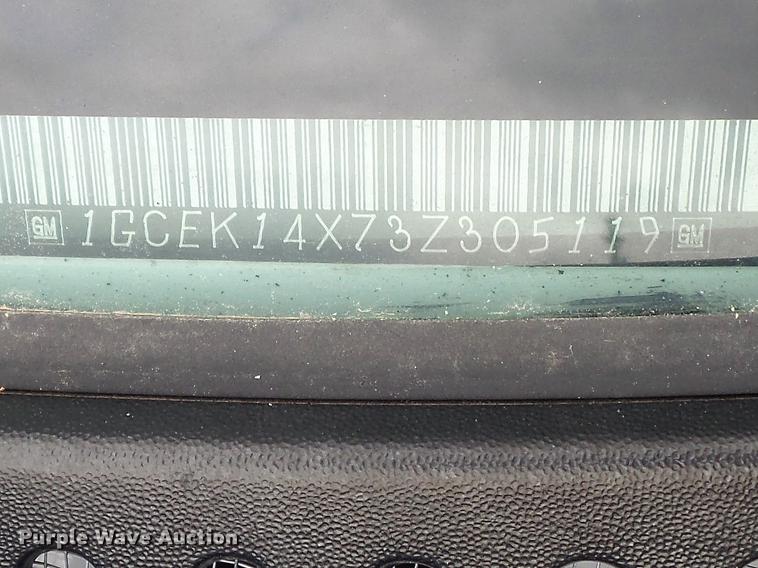 GM 1GCEK14X73Z305119 GM
Purple Wave Auction